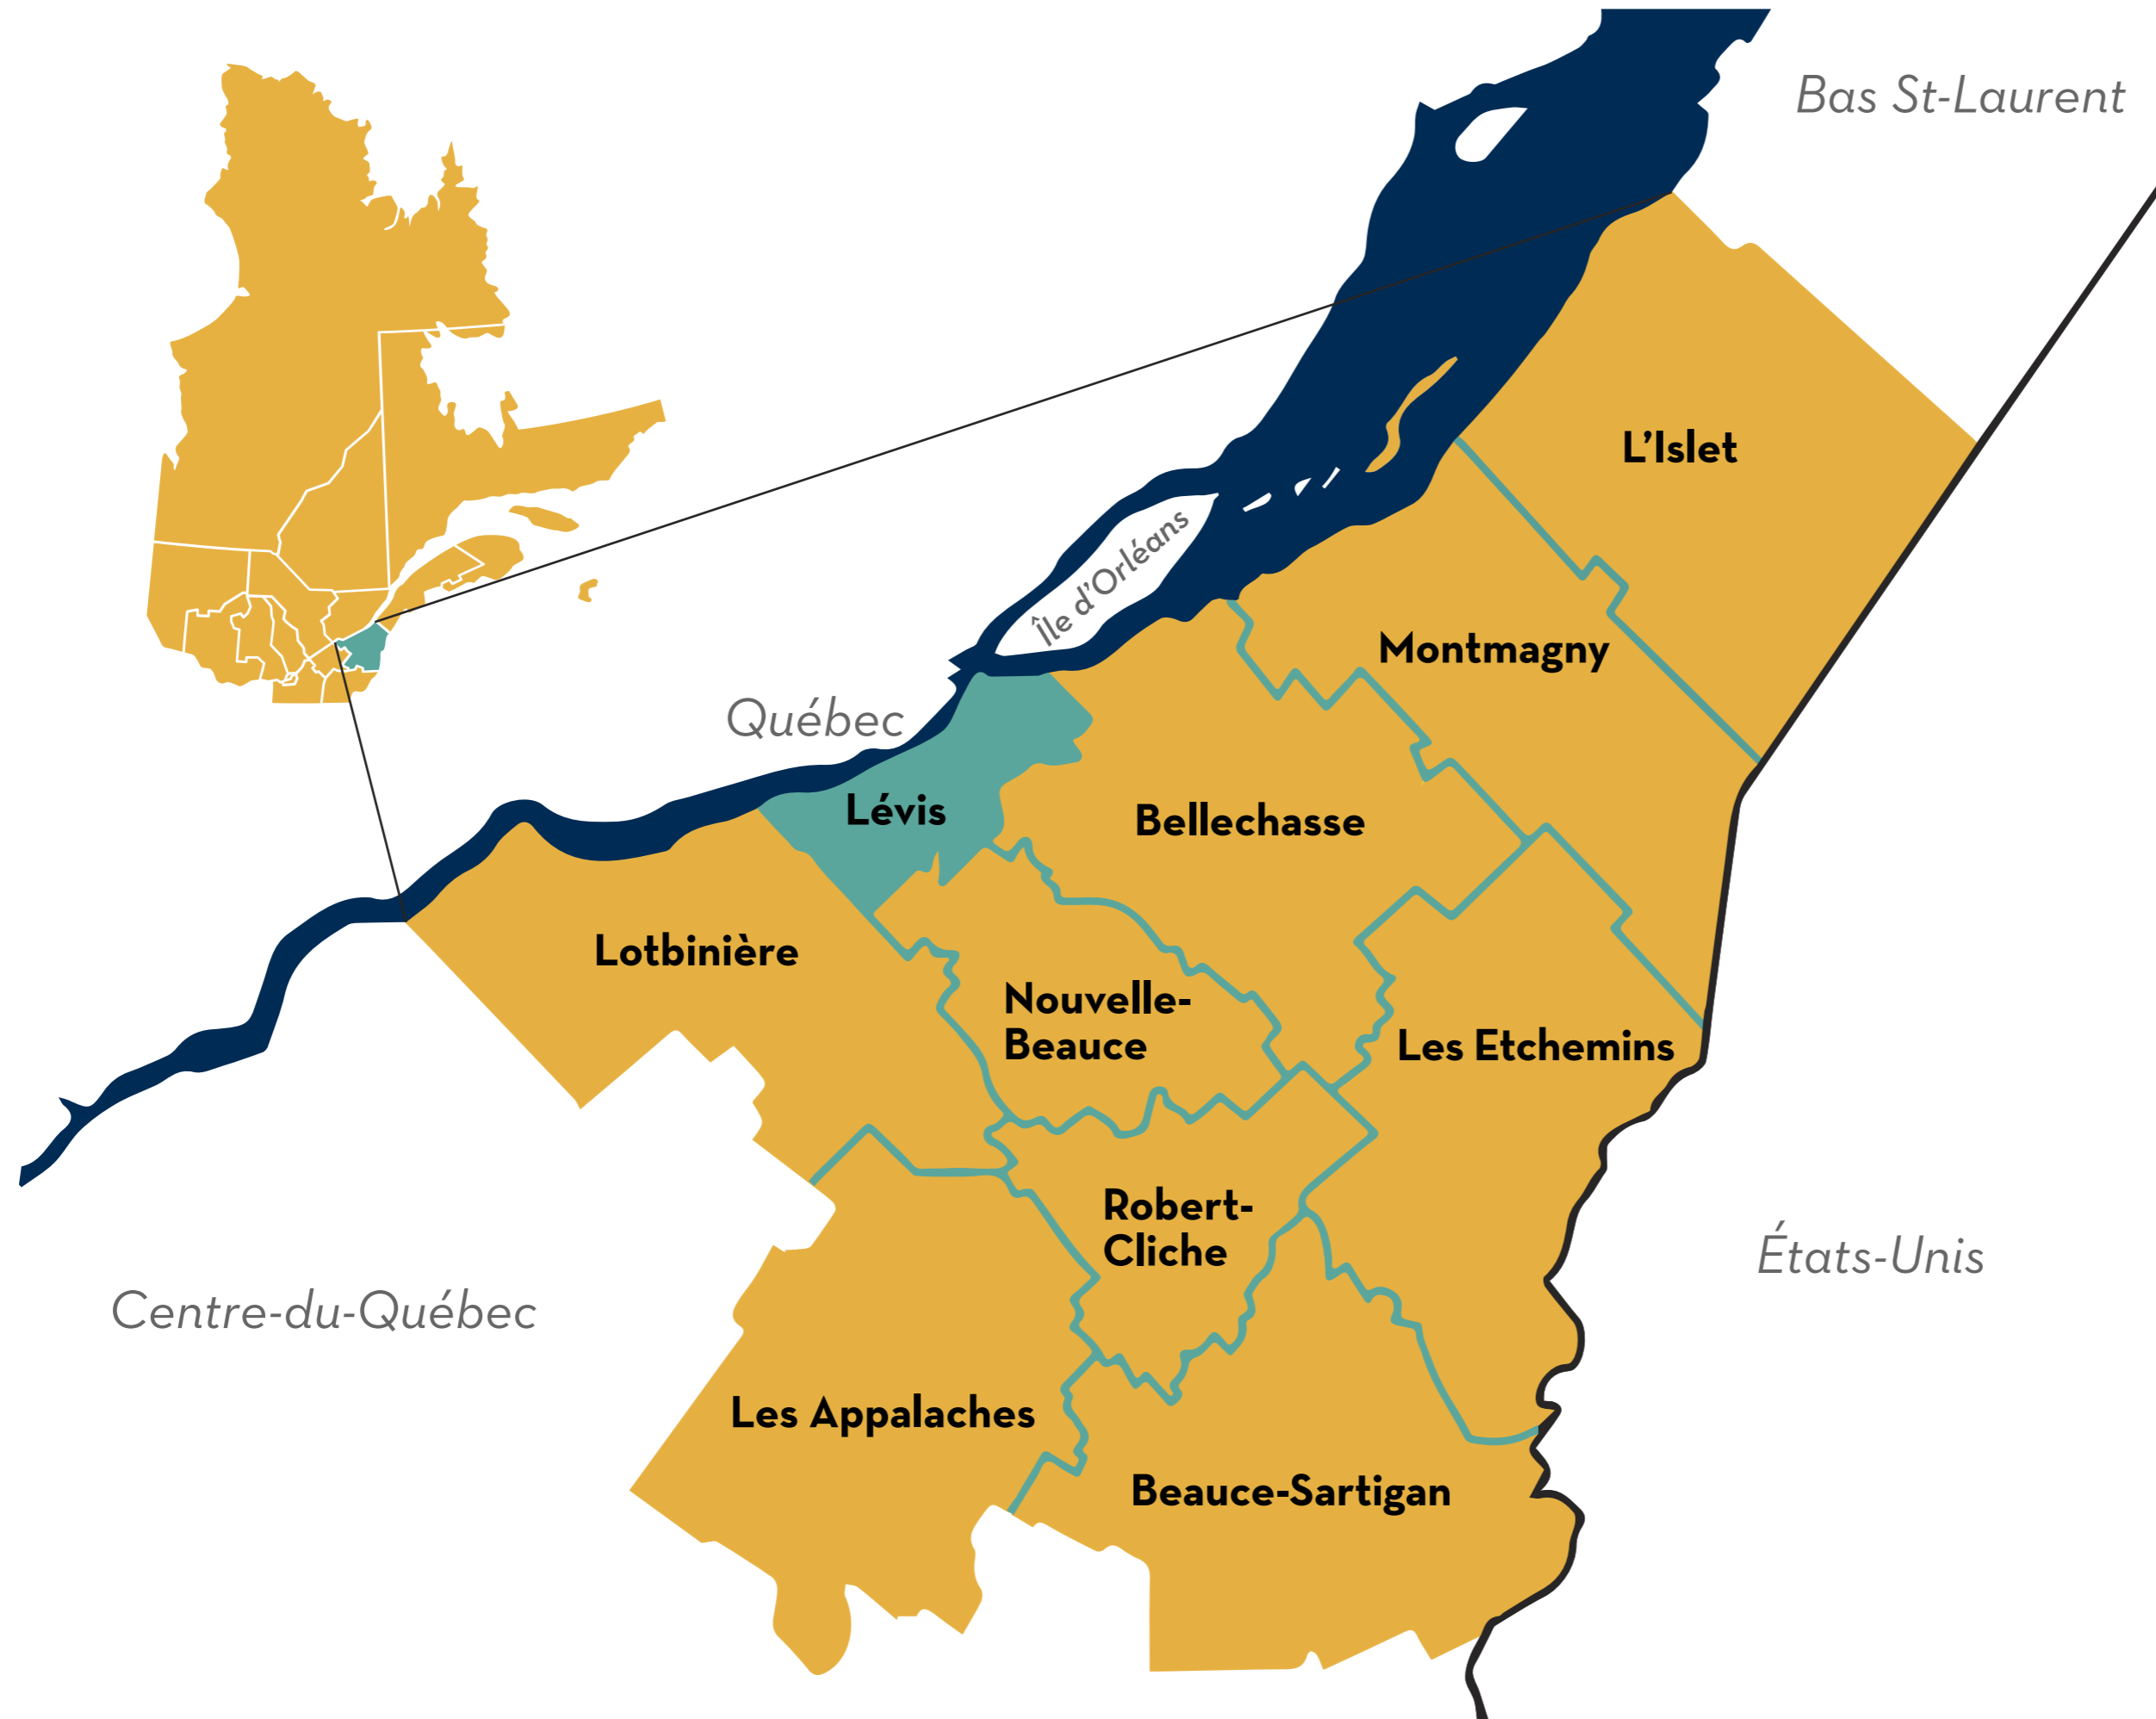 Bas St-Laurent
L’Islet
Île d’Orléans
Montmagny
Québec
Lévis
Bellechasse
Lotbinière
Nouvelle-
Beauce
Les Etchemins
Robert-
Cliche
États-Unis
Centre-du-Québec
Les Appalaches
Beauce-Sartigan